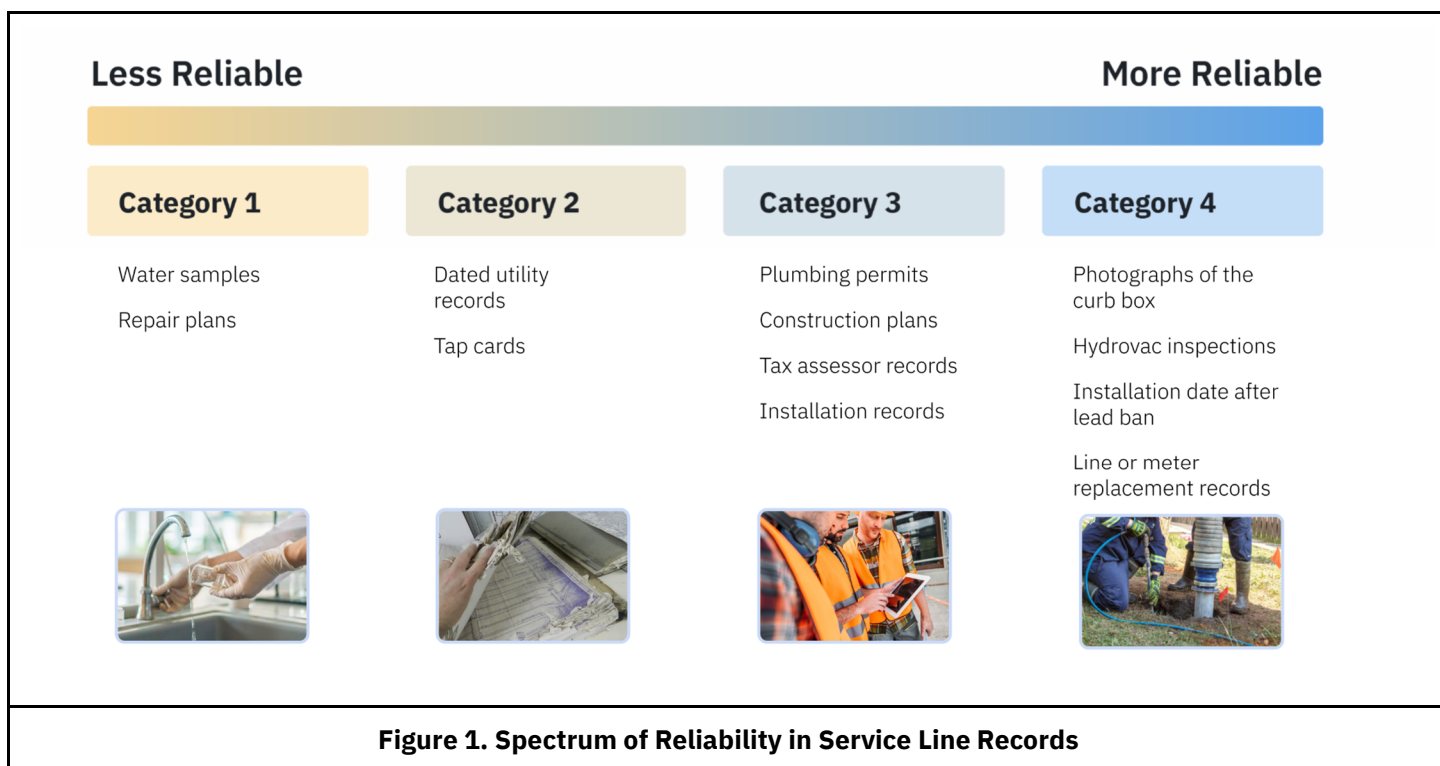 Less Reliable
More Reliable
Category 1
Water samples
Repair plans
Category 2
Dated utility
records
Tap cards
Category 3
Plumbing permits
Construction plans
Tax assessor records
Installation records
Category 4
Photographs of the
curb box
Hydrovac inspections
Installation date after
lead ban
Line or meter
replacement records
Figure 1. Spectrum of Reliability in Service Line Records